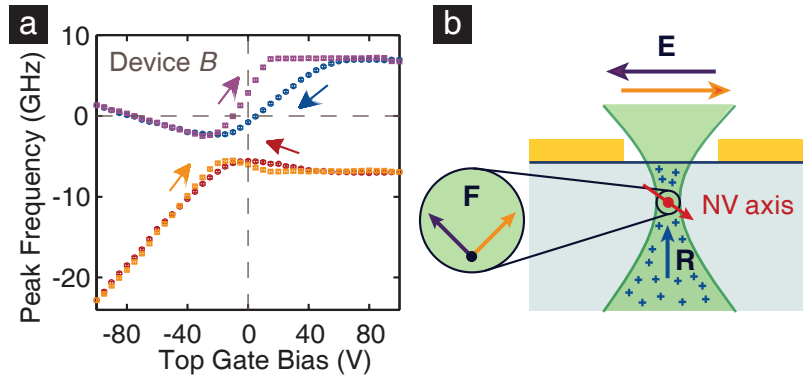 a
Device B
10
0
-10
-20
Peak Frequency (GHz)
-80
-40
0
40
80
Top Gate Bias (V)
b
E
F
NV axis
R